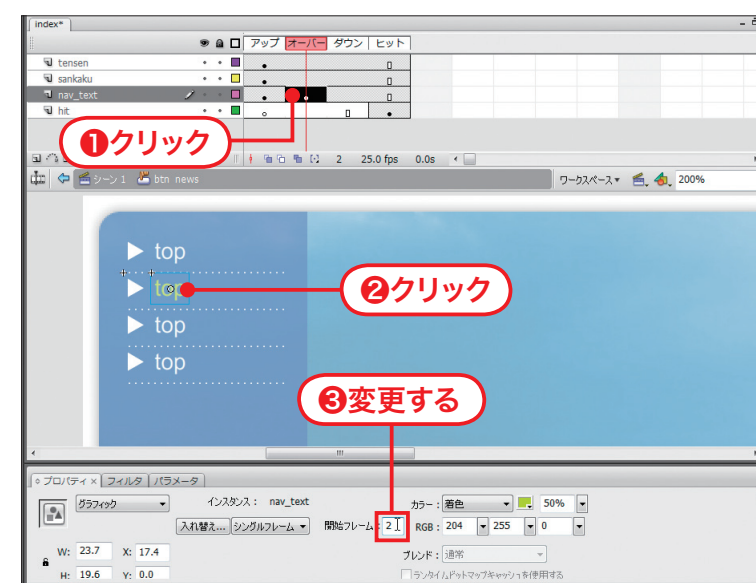 index*
アップ オーバー ダウン ヒット
tensen
sankaku
nav_text
hit
❶クリック
2 25.0 fps 0.0s
シーン 1 btn news ワークスペース▼ 200%
top
top
❷クリック
top
top
❸変更する
プロパティ × フィルタ パラメータ
グラフィック インスタンス： nav_text カラー： 着色 50%
入れ替え... シングルフレーム 開始フレーム： 2 RGB： 204 255 0
W: 23.7 X: 17.4 ブレンド： 通常
H: 19.6 Y: 0.0 ランタイムビットマップキャッシュを使用する